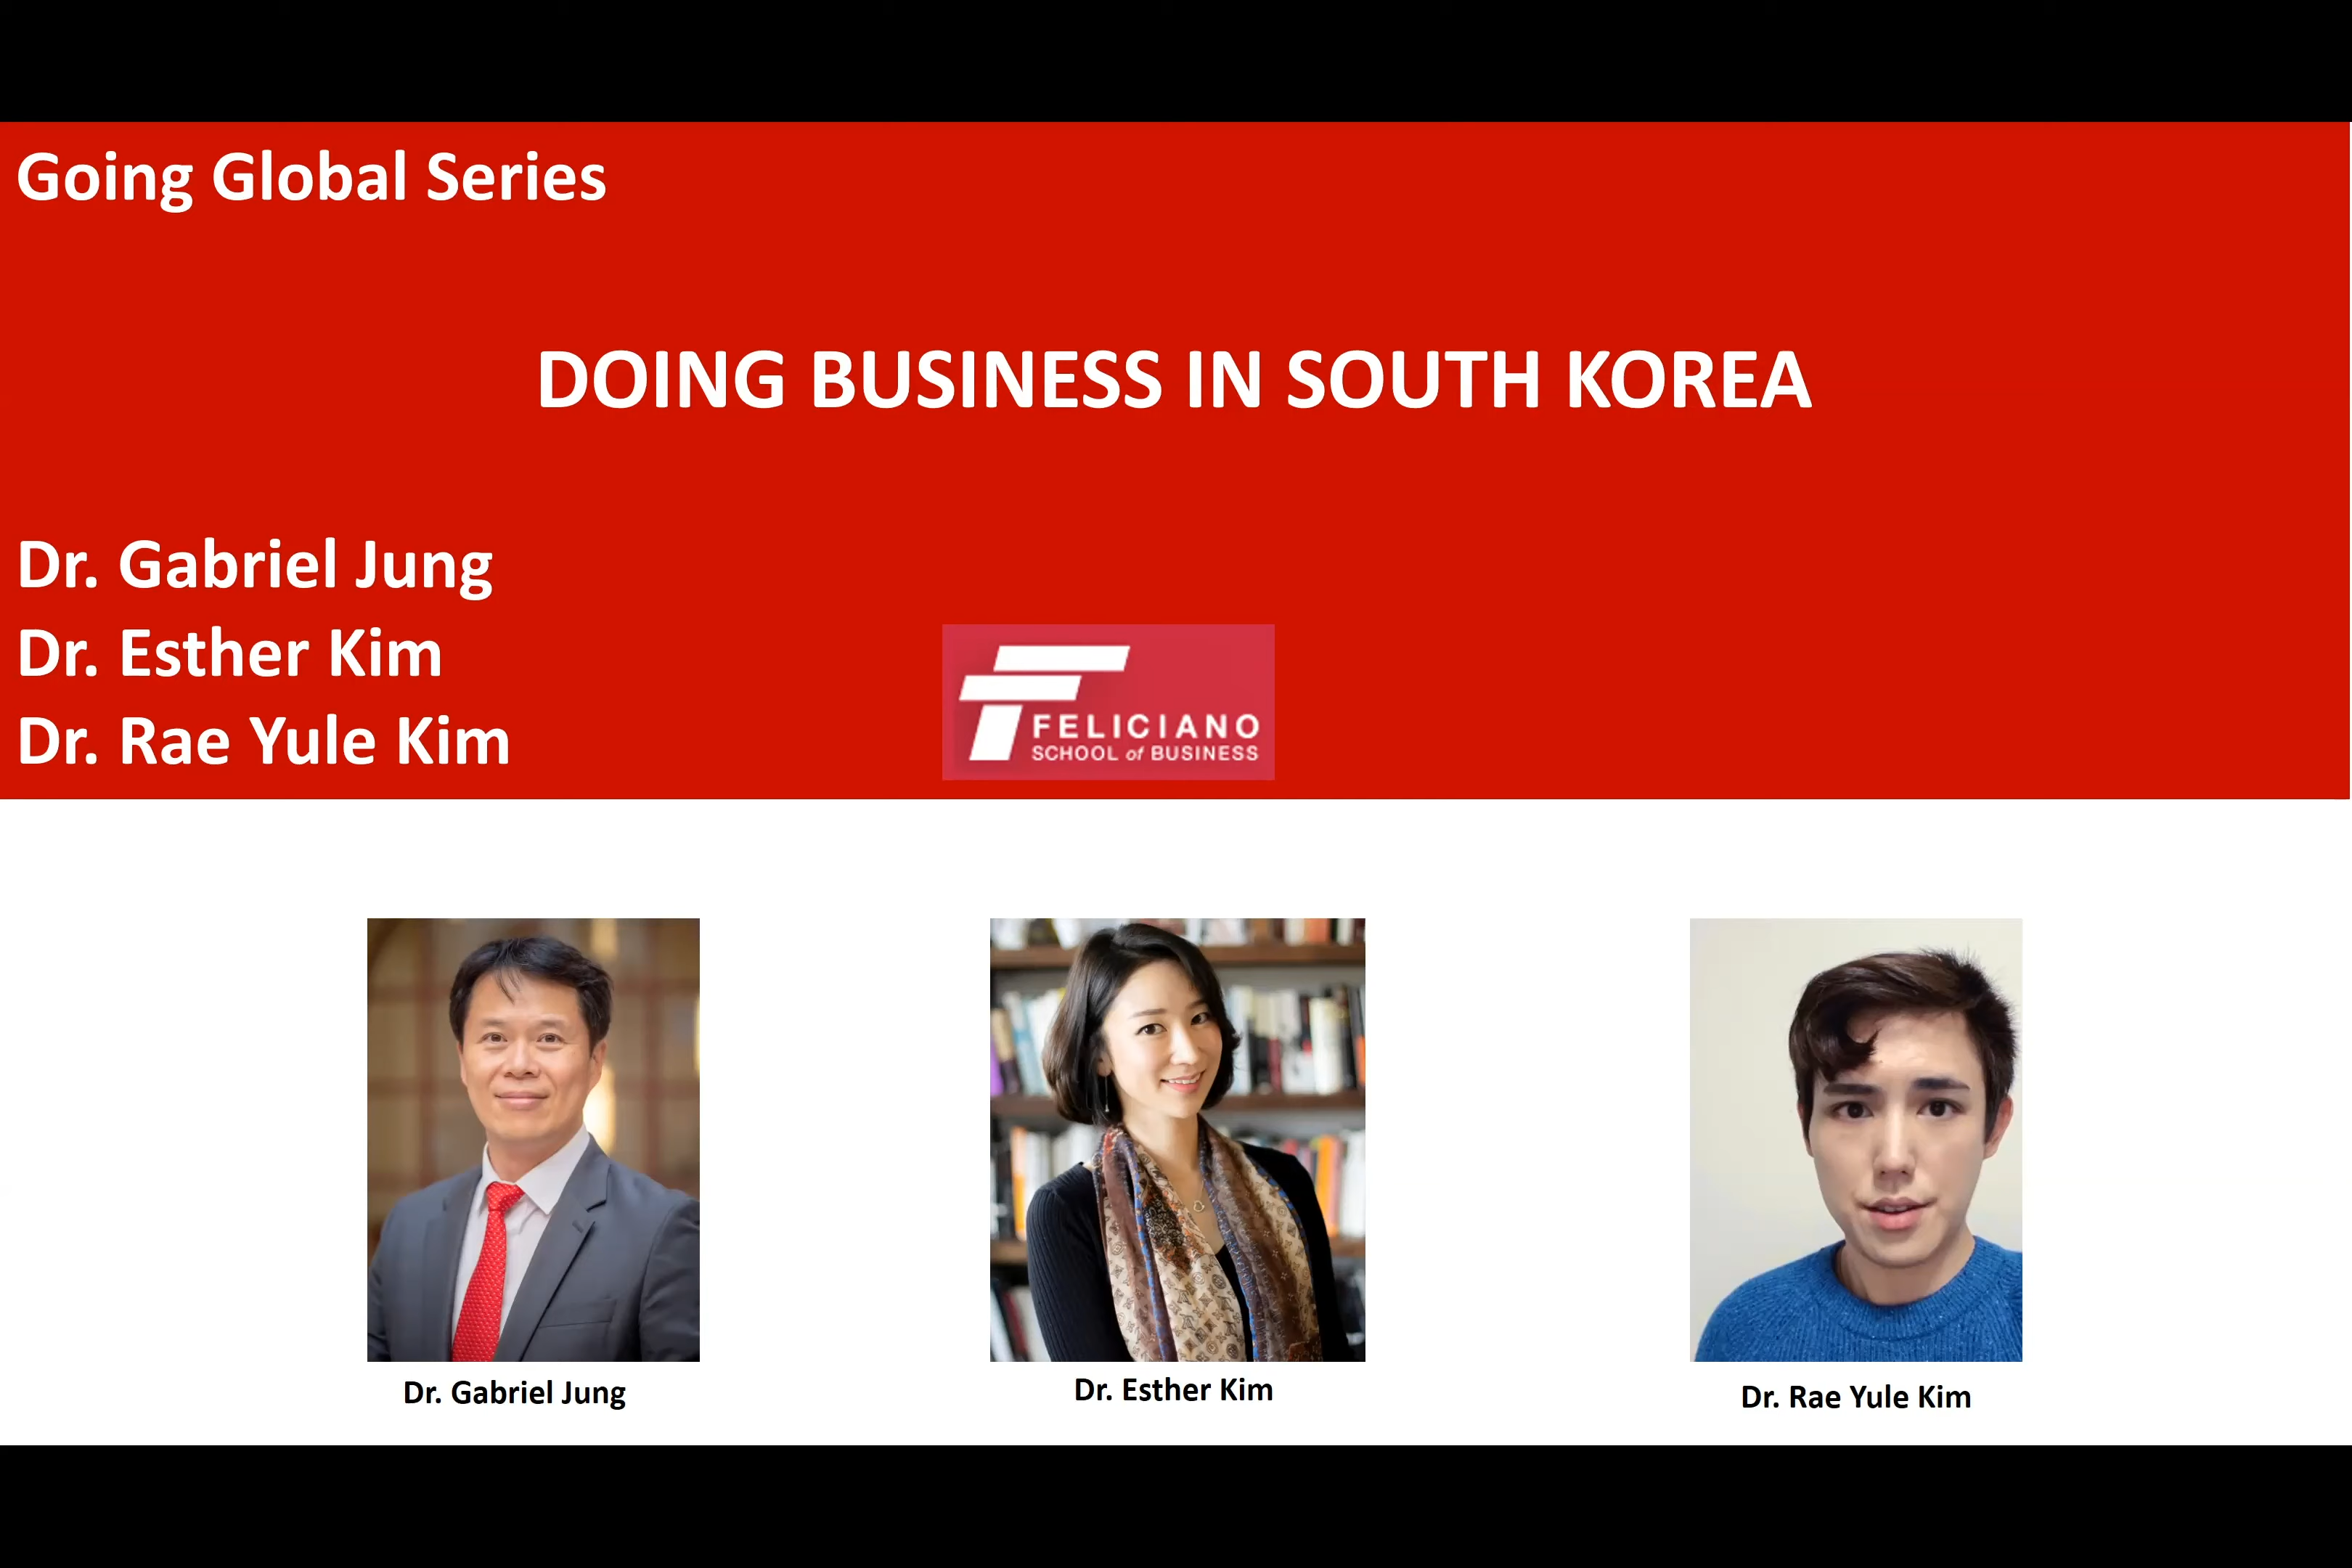 Going Global Series
DOING BUSINESS IN SOUTH KOREA
Dr. Gabriel Jung
Dr. Esther Kim
Dr. Rae Yule Kim
FELICIANO
SCHOOL of BUSINESS
Dr. Gabriel Jung
Dr. Esther Kim
Dr. Rae Yule Kim